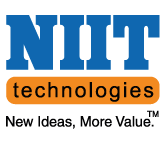 NIIT
technologies
New Ideas, More Value.™